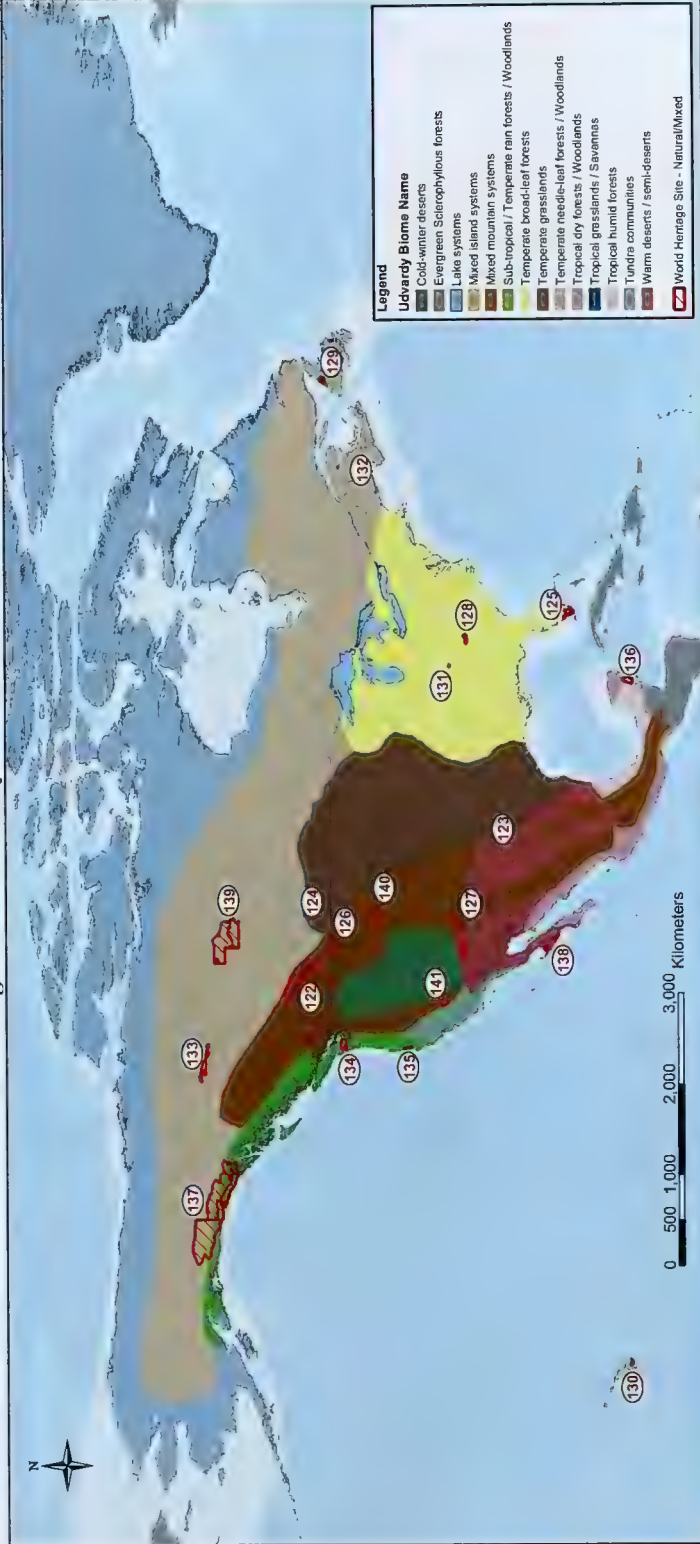 N
137
133
139
122
124
126
140
134
135
141
127
123
138
131
128
125
136
132
129
130
0 500 1,000 2,000 3,000
Kilometers
Legend
Udvardy Biome Name
Cold-winter deserts
Evergreen Sclerophyllous forests
Lake systems
Mixed island systems
Mixed mountain systems
Sub-tropical / Temperate rain forests / Woodlands
Temperate broad-leaf forests
Temperate grasslands
Temperate needle-leaf forests / Woodlands
Tropical dry forests / Woodlands
Tropical grasslands / Savannas
Tropical humid forests
Tundra communities
Warm deserts / semi-deserts
World Heritage Site - Natural/Mixed